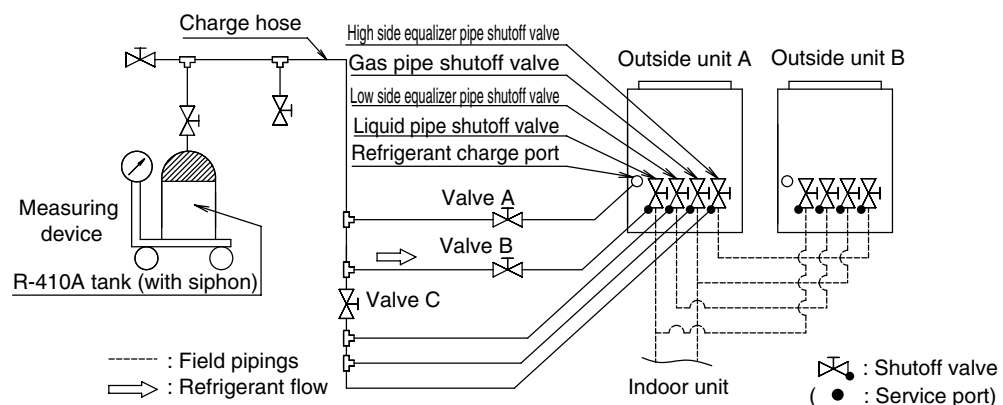 Charge hose
High side equalizer pipe shutoff valve
Gas pipe shutoff valve
Low side equalizer pipe shutoff valve
Liquid pipe shutoff valve
Refrigerant charge port
Outside unit A
Outside unit B
Measuring
device
R-410A tank (with siphon)
Valve A
Valve B
Valve C
: Field pipings
: Refrigerant flow
Indoor unit
: Shutoff valve
( : Service port)